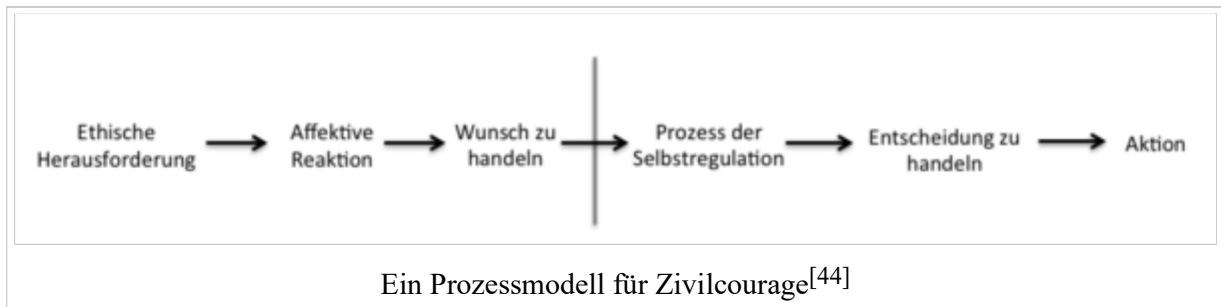 Ethische Herausforderung
Affektive Reaktion
Wunsch zu handeln
Prozess der Selbstregulation
Entscheidung zu handeln
Aktion
Ein Prozessmodell für Zivilcourage[44]